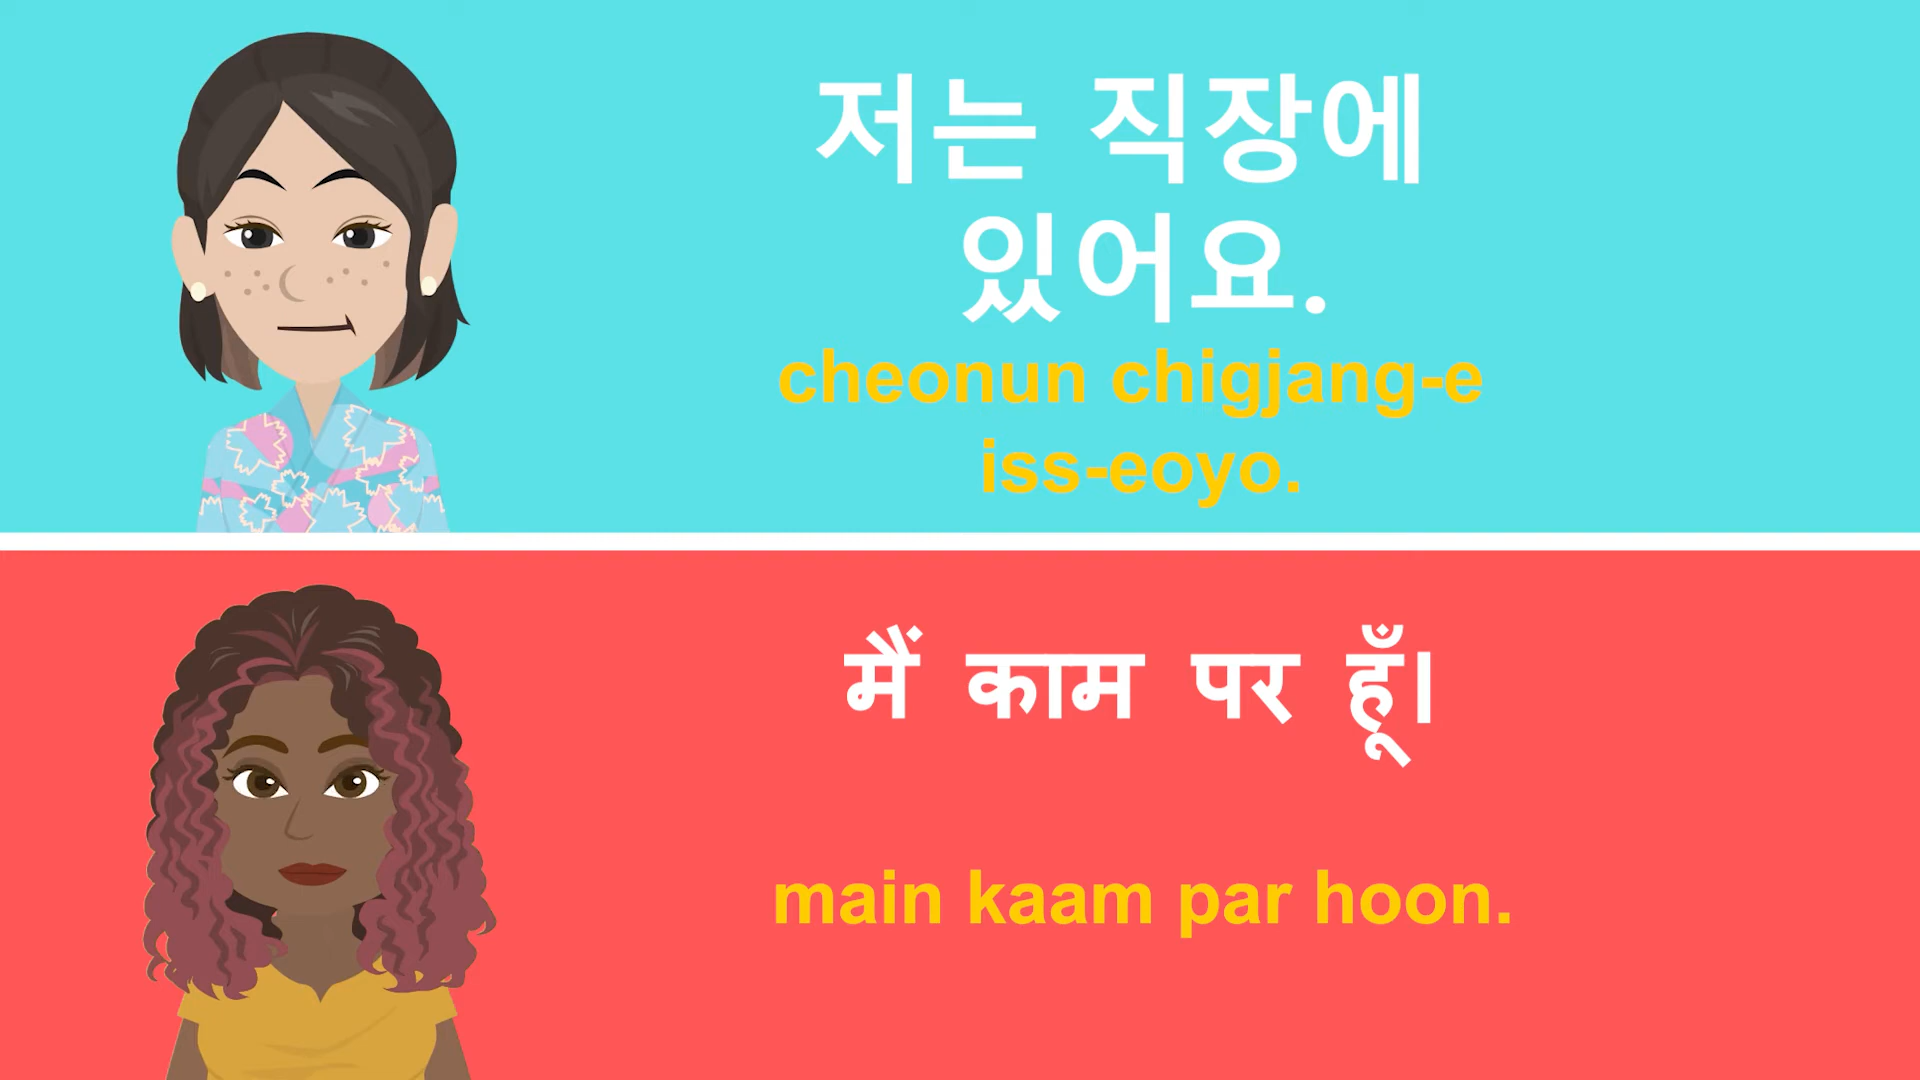 저는 직장에
있어요.
cheonun chigjang-e
iss-eoyo.
मैं काम पर हूँ।
main kaam par hoon.